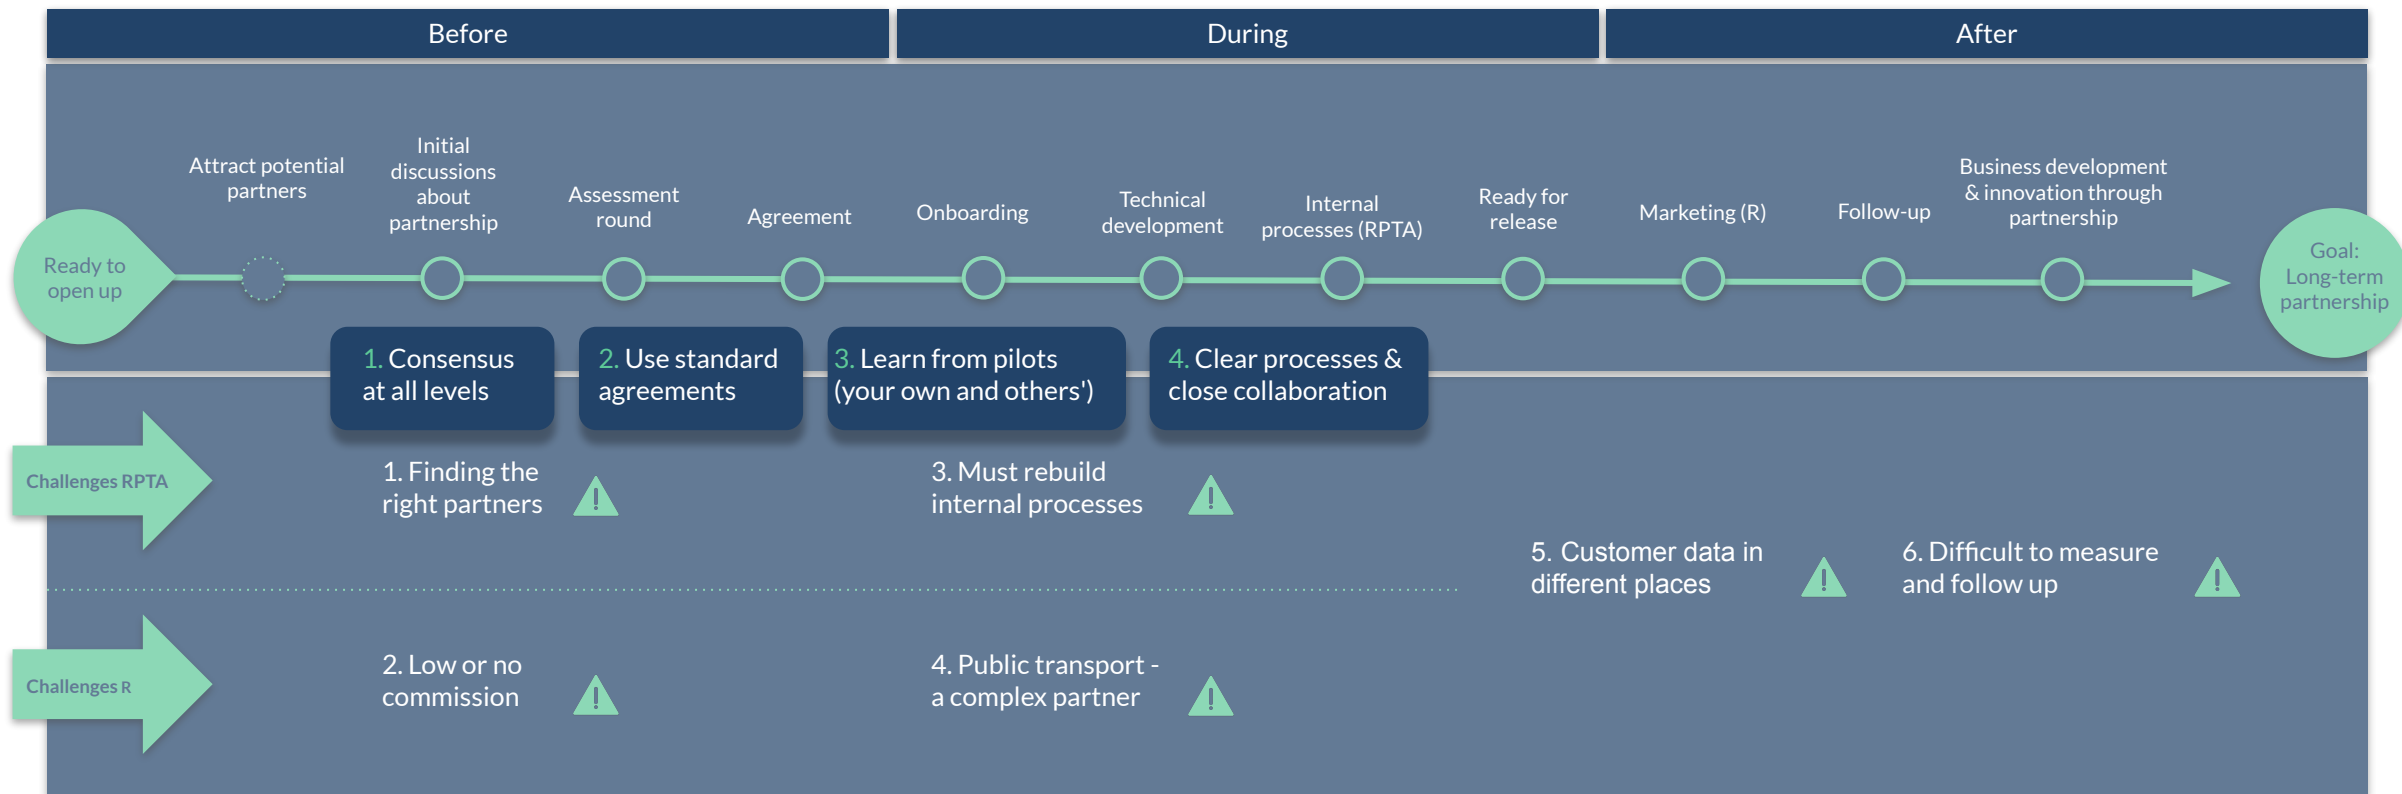 Before
During
After
Attract potential
partners
Initial
discussions
about
partnership
Assessment
round
Agreement
Onboarding
Technical
development
Internal
processes (RPTA)
Ready for
release
Marketing (R)
Follow-up
Business development
& innovation through
partnership
Ready to
open up
Goal:
Long-term
partnership
1. Consensus
at all levels
2. Use standard
agreements
3. Learn from pilots
(your own and others')
4. Clear processes &
close collaboration
Challenges RPTA
1. Finding the
right partners
!
3. Must rebuild
internal processes
!
5. Customer data in
different places
!
6. Difficult to measure
and follow up
!
Challenges R
2. Low or no
commission
!
4. Public transport -
a complex partner
!